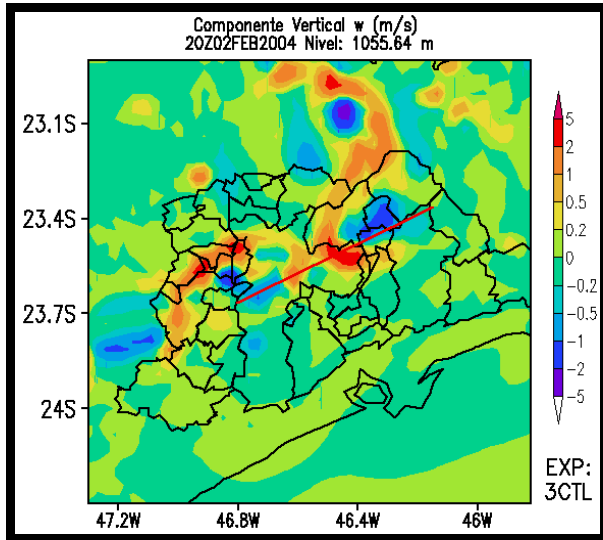 Componente Vertical w (m/s)
20Z02FEB2004 Nivel: 1055.64 m
23.1S
23.4S
23.7S
24S
47.2W
46.8W
46.4W
46W
5
2
1
0.5
0.2
0
−0.2
−0.5
−1
−2
−5
EXP:
3CTL